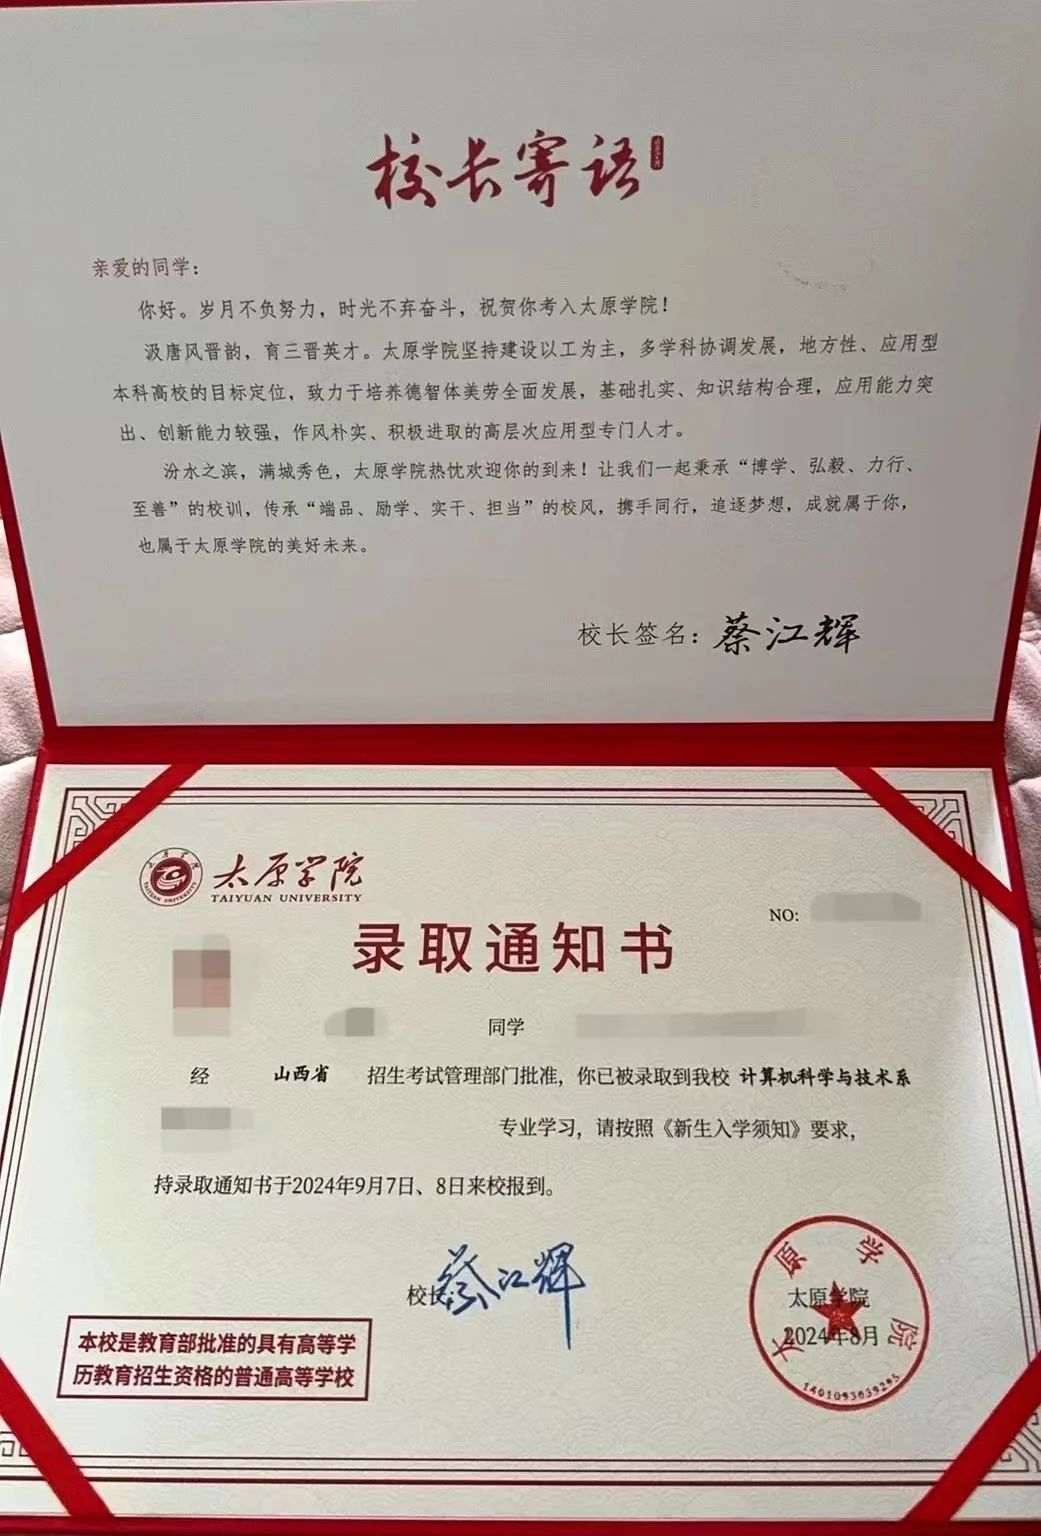 校长寄语
亲爱的同学：
你好。岁月不负努力，时光不弃奋斗，祝贺你考入太原学院！
汲唐风晋韵，育三晋英才。太原学院坚持建设以工为主，多学科协调发展，地方性、应用型
本科高校的目标定位，致力于培养德智体美劳全面发展，基础扎实、知识结构合理，应用能力突
出、创新能力较强，作风朴实、积极进取的高层次应用型专门人才。
汾水之滨，满城秀色，太原学院热忱欢迎你的到来！让我们一起秉承“博学、弘毅、力行、
至善”的校训，传承“端品、励学、实干、担当”的校风，携手同行，追逐梦想，成就属于你，
也属于太原学院的美好未来。
校长签名：蔡江辉
太原学院
TAIYUAN UNIVERSITY
NO:
录取通知书
同学
经 山西省 招生考试管理部门批准，你已被录取到我校 计算机科学与技术系
专业学习，请按照《新生入学须知》要求，
持录取通知书于2024年9月7日、8日来校报到。
校长 蔡江辉
太原学院
2024年8月
太原学院
1401093039295
本校是教育部批准的具有高等学
历教育招生资格的普通高等学校